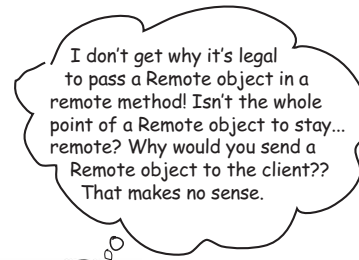 I don't get why it's legal
to pass a Remote object in a
remote method! Isn't the whole
point of a Remote object to stay...
remote? Why would you send a
Remote object to the client??
That makes no sense.